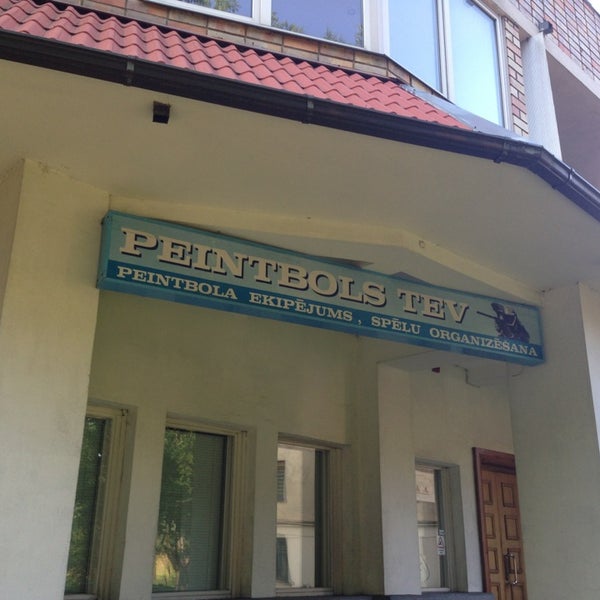 PEINTBOLS TEV
PEINTBOLA EKIPĒJUMS, SPĒĻU ORGANIZĒŠANA